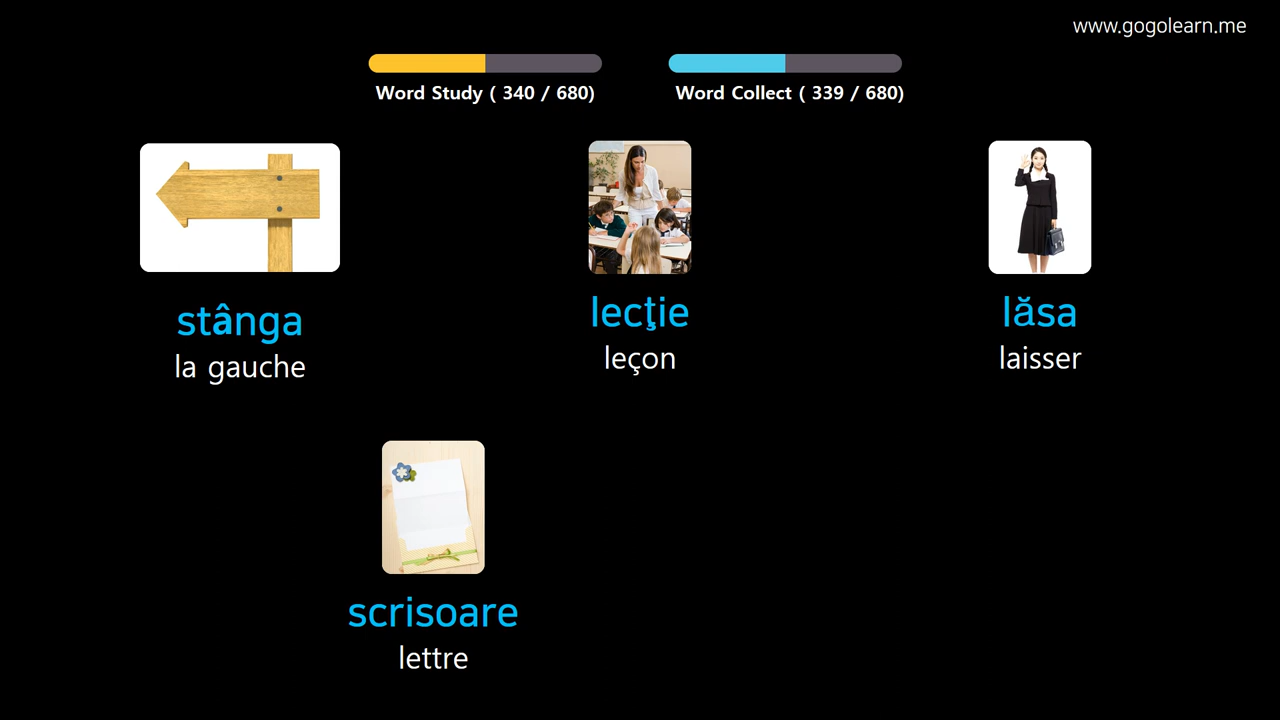 www.gogolearn.me
Word Study ( 340 / 680)
Word Collect ( 339 / 680)
stânga
la gauche
lecţie
leçon
lăsa
laisser
scrisoare
lettre